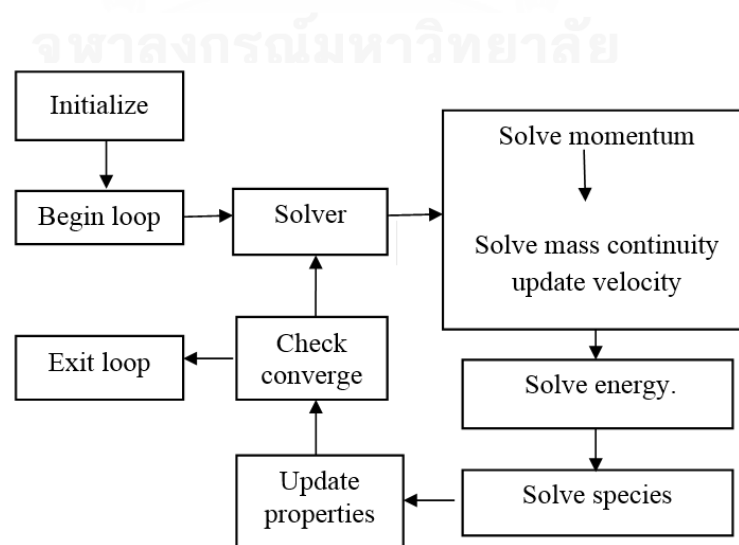 จุฬาลงกรณ์มหาวิทยาลัย
Initialize
Begin loop
Solver
Solve momentum
Solve mass continuity
update velocity
Exit loop
Check
converge
Solve energy.
Update
properties
Solve species